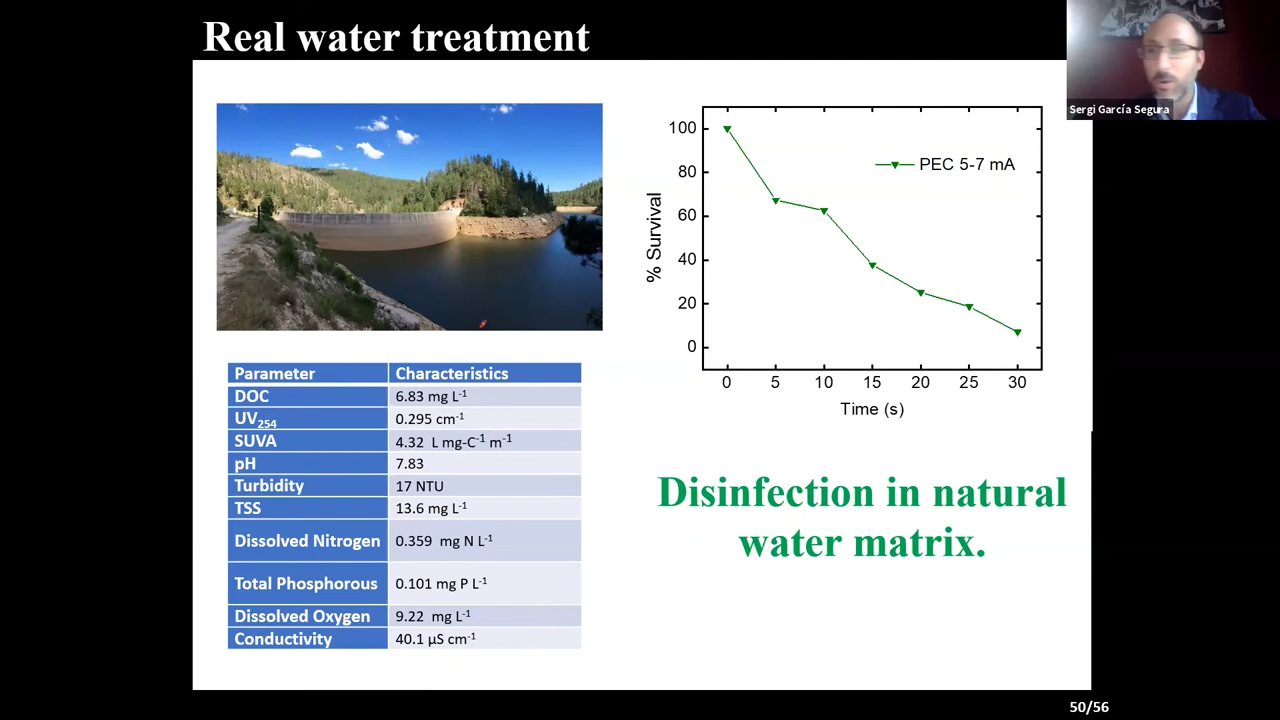 Real water treatment
Sergi García Segura
100
80
60
40
20
0
% Survival
PEC 5-7 mA
0 5 10 15 20 25 30
Time (s)
Parameter Characteristics
DOC 6.83 mg L⁻¹
UV₂₅₄ 0.295 cm⁻¹
SUVA 4.32 L mg-C⁻¹ m⁻¹
pH 7.83
Turbidity 17 NTU
TSS 13.6 mg L⁻¹
Dissolved Nitrogen 0.359 mg N L⁻¹
Total Phosphorous 0.101 mg P L⁻¹
Dissolved Oxygen 9.22 mg L⁻¹
Conductivity 40.1 µS cm⁻¹
Disinfection in natural
water matrix.
50/56